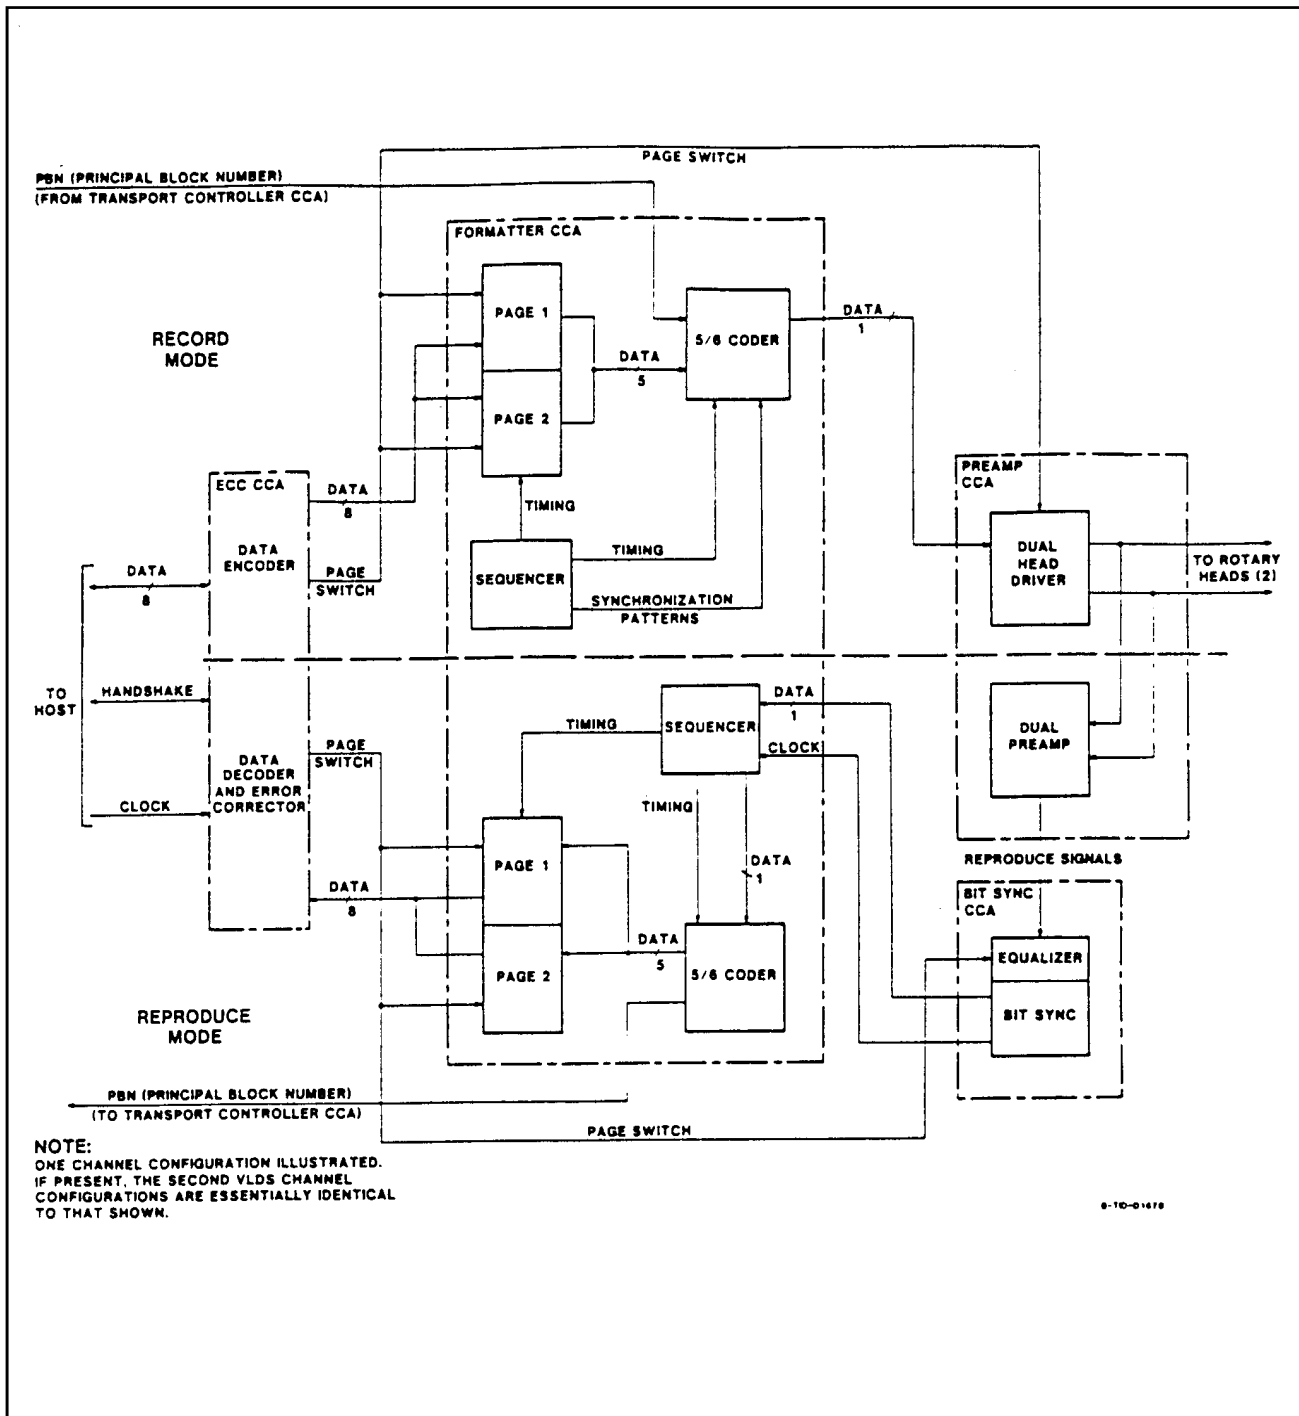 PAGE SWITCH
PBN (PRINCIPAL BLOCK NUMBER)
(FROM TRANSPORT CONTROLLER CCA)
FORMATTER CCA
RECORD
MODE
PAGE 1
PAGE 2
DATA
5
5/6 CODER
DATA
1
ECC CCA
DATA
8
DATA
ENCODER
PAGE
SWITCH
TIMING
SEQUENCER
TIMING
SYNCHRONIZATION
PATTERNS
PREAMP
CCA
DUAL
HEAD
DRIVER
TO ROTARY
HEADS (2)
DATA
8
TO
HOST
HANDSHAKE
CLOCK
DATA
DECODER
AND ERROR
CORRECTOR
PAGE
SWITCH
DATA
8
TIMING
SEQUENCER
DATA
1
CLOCK
DUAL
PREAMP
TIMING
DATA
1
REPRODUCE SIGNALS
PAGE 1
PAGE 2
DATA
5
5/6 CODER
BIT SYNC
CCA
EQUALIZER
BIT SYNC
REPRODUCE
MODE
PBN (PRINCIPAL BLOCK NUMBER)
(TO TRANSPORT CONTROLLER CCA)
PAGE SWITCH
NOTE:
ONE CHANNEL CONFIGURATION ILLUSTRATED.
IF PRESENT, THE SECOND VLDS CHANNEL
CONFIGURATIONS ARE ESSENTIALLY IDENTICAL
TO THAT SHOWN.